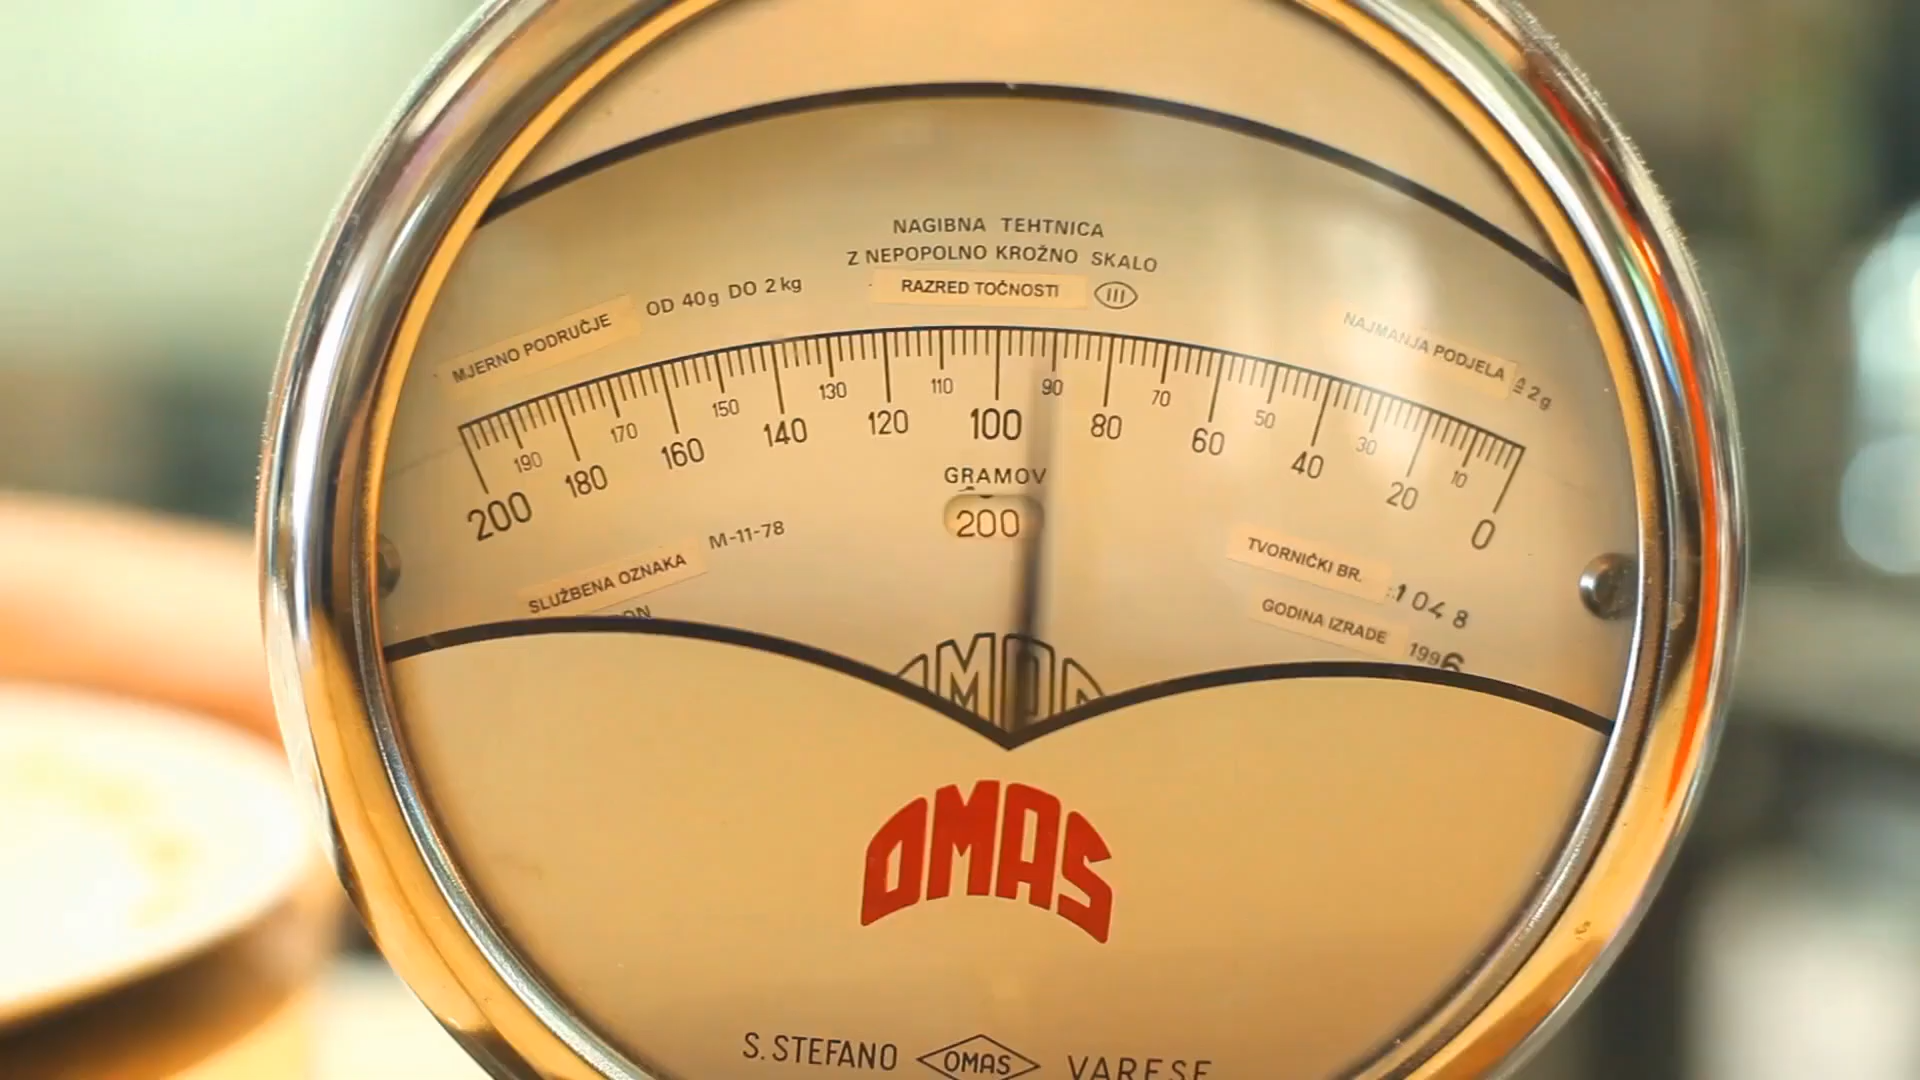 NAGIBNA TEHTNICA
Z NEPOPOLNO KROŽNO SKALO
RAZRED TOČNOSTI III
MJERNO PODRUČJE OD 40g DO 2kg
NAJMANJA PODJELA ≙ 2g
200 190 180 170 160 150 140 130 120 110 100 90 80 70 60 50 40 30 20 10 0
GRAMOV
200
SLUŽBENA OZNAKA M-11-78
TVORNIČKI BR. 1048
GODINA IZRADE 1996
OMAS
S. STEFANO OMAS VARESE